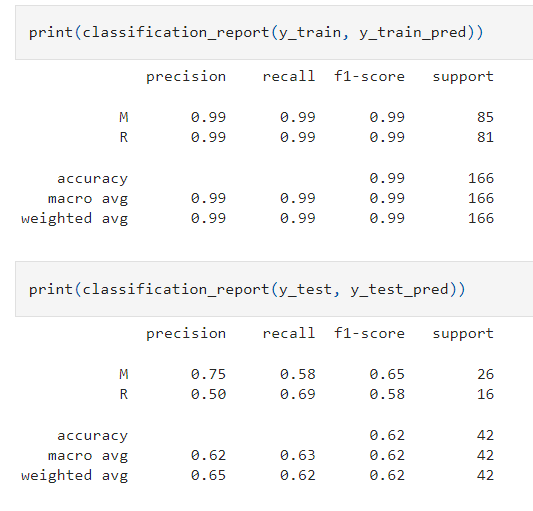 print(classification_report(y_train, y_train_pred))
precision recall f1-score support
M 0.99 0.99 0.99 85
R 0.99 0.99 0.99 81
accuracy 0.99 166
macro avg 0.99 0.99 0.99 166
weighted avg 0.99 0.99 0.99 166
print(classification_report(y_test, y_test_pred))
precision recall f1-score support
M 0.75 0.58 0.65 26
R 0.50 0.69 0.58 16
accuracy 0.62 42
macro avg 0.62 0.63 0.62 42
weighted avg 0.65 0.62 0.62 42